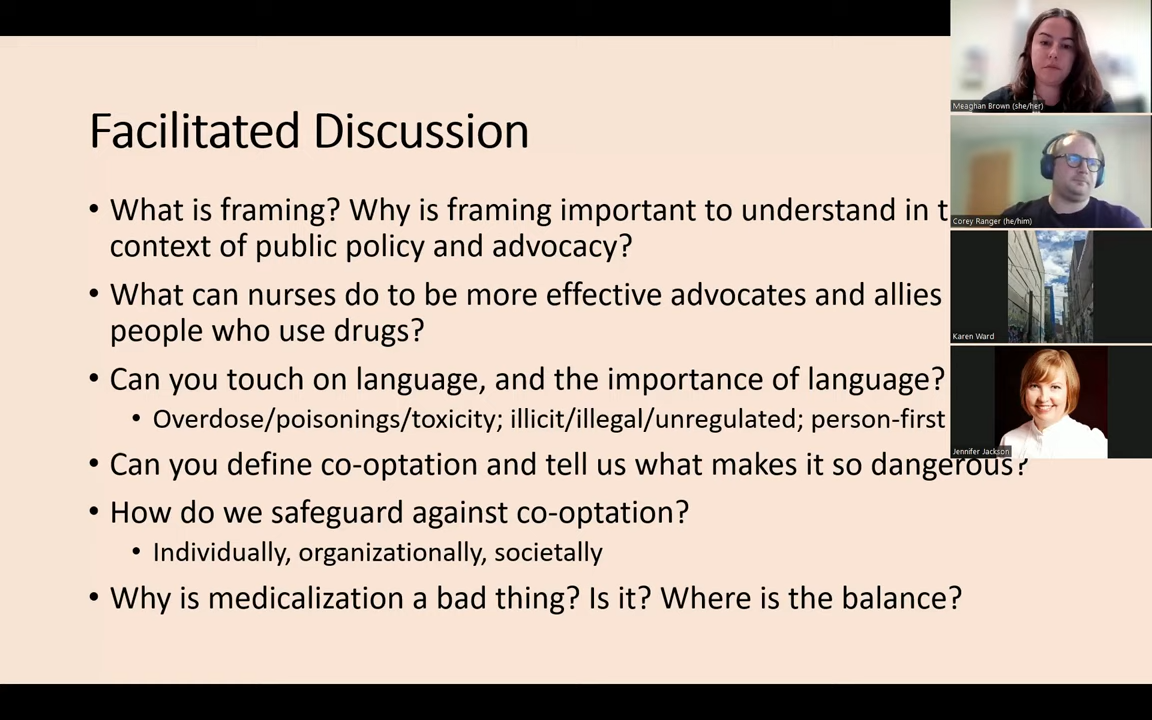 Facilitated Discussion
• What is framing? Why is framing important to understand in t
context of public policy and advocacy?
• What can nurses do to be more effective advocates and allies
people who use drugs?
• Can you touch on language, and the importance of language?
• Overdose/poisonings/toxicity; illicit/illegal/unregulated; person-first
• Can you define co-optation and tell us what makes it so dangerous?
• How do we safeguard against co-optation?
• Individually, organizationally, societally
• Why is medicalization a bad thing? Is it? Where is the balance?
Meaghan Brown (she/her)
Corey Ranger (he/him)
Karen Ward
Jennifer Jackson